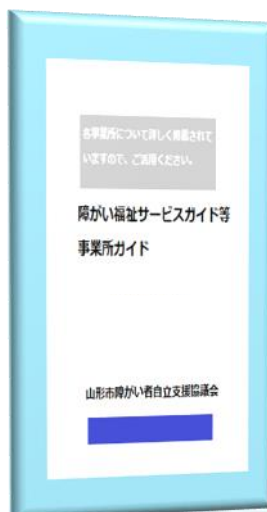 各事業所について詳しく掲載されて
いますので、ご活用ください。
障がい福祉サービスガイド等
事業所ガイド
山形市障がい者自立支援協議会